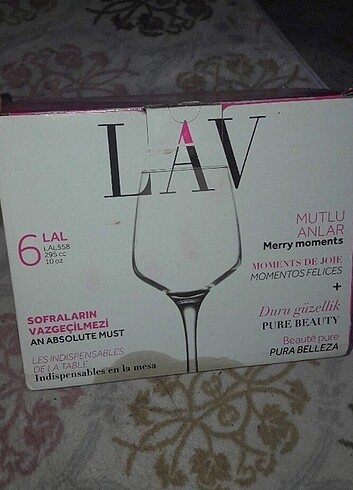 LAV
6 LAL
LAL558
295 cc
10 oz
MUTLU
ANLAR
Merry moments
MOMENTS DE JOIE
MOMENTOS FELICES
+
Duru güzellik
PURE BEAUTY
Beauté pure
PURA BELLEZA
SOFRALARIN
VAZGEÇİLMEZİ
AN ABSOLUTE MUST
LES INDISPENSABLES
DE LA TABLE
Indispensables en la mesa